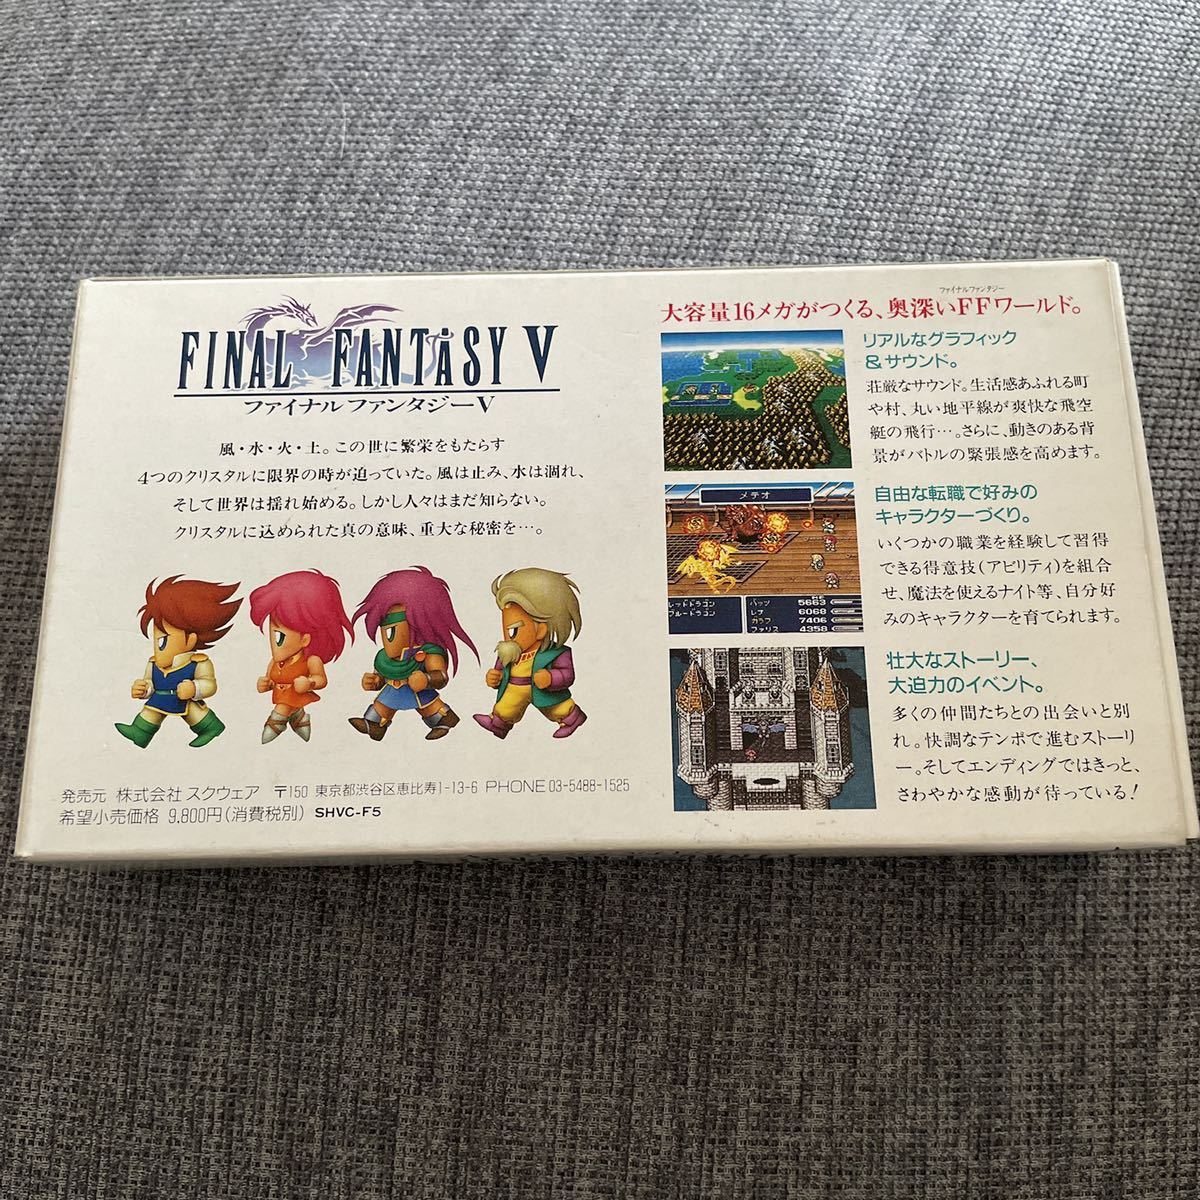 FINAL FANTASY V
ファイナルファンタジーV
風・水・火・土。この世に繁栄をもたらす
4つのクリスタルに限界の時が迫っていた。風は止み、水は涸れ、
そして世界は揺れ始める。しかし人々はまだ知らない。
クリスタルに込められた真の意味、重大な秘密を…。
発売元 株式会社 スクウェア 〒150 東京都渋谷区恵比寿1-13-6 PHONE 03-5488-1525
希望小売価格 9,800円(消費税別) SHVC-F5
ファイナルファンタジー
大容量16メガがつくる、奥深いFFワールド。
リアルなグラフィック
&サウンド。
荘厳なサウンド。生活感あふれる町
や村、丸い地平線が爽快な飛空
艇の飛行…。さらに、動きのある背
景がバトルの緊張感を高めます。
メテオ
レッドドラゴン
ブルードラゴン
バッツ 5663
レナ 6068
ガラフ 7406
ファリス 4358
自由な転職で好みの
キャラクターづくり。
いくつかの職業を経験して習得
できる得意技(アビリティ)を組合
せ、魔法を使えるナイト等、自分好
みのキャラクターを育てられます。
壮大なストーリー、
大迫力のイベント。
多くの仲間たちとの出会いと別
れ。快調なテンポで進むストーリ
ー。そしてエンディングではきっと、
さわやかな感動が待っている!